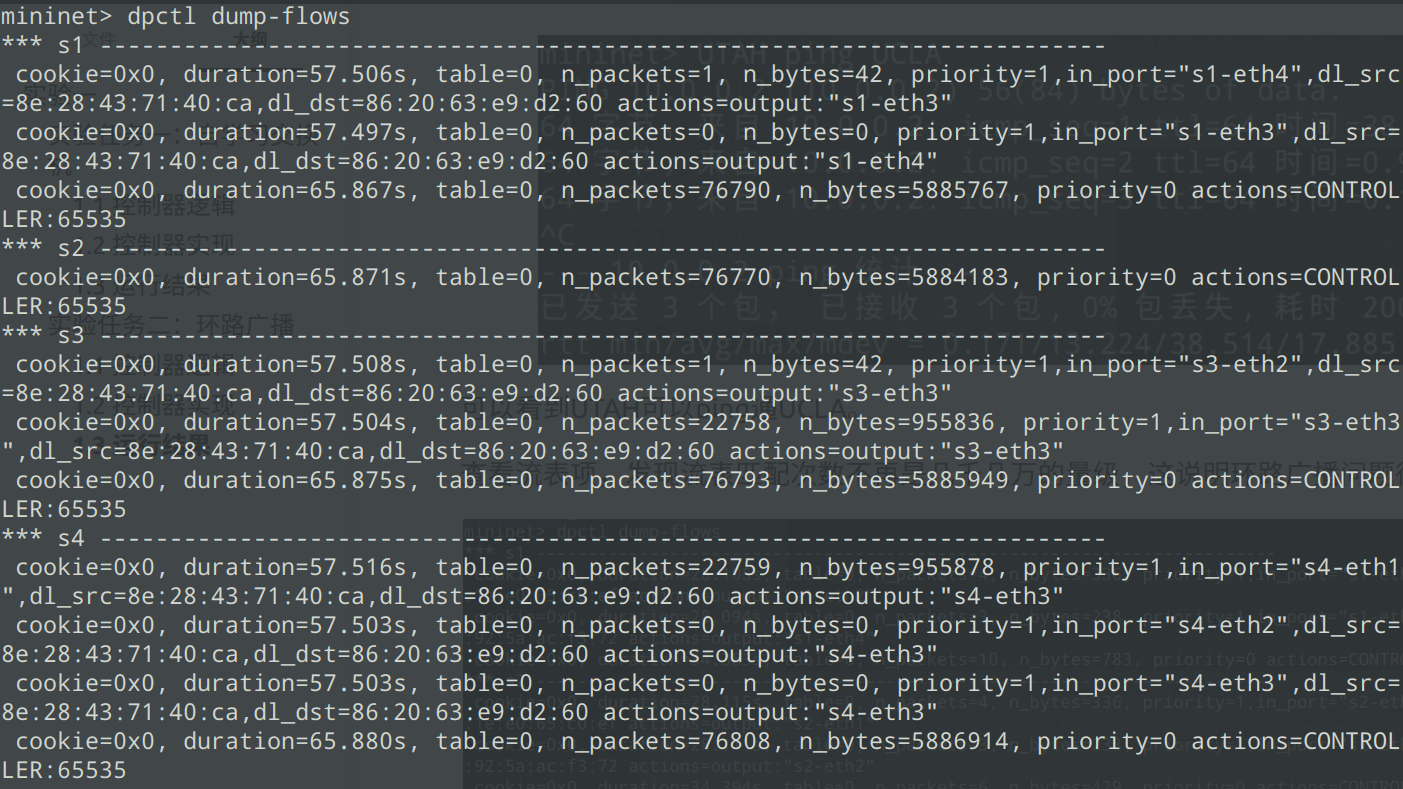 mininet> dpctl dump-flows
*** s1 ------------------------------------------------------------------------
 cookie=0x0, duration=57.506s, table=0, n_packets=1, n_bytes=42, priority=1,in_port="s1-eth4",dl_src
=8e:28:43:71:40:ca,dl_dst=86:20:63:e9:d2:60 actions=output:"s1-eth3"
 cookie=0x0, duration=57.497s, table=0, n_packets=0, n_bytes=0, priority=1,in_port="s1-eth3",dl_src=
8e:28:43:71:40:ca,dl_dst=86:20:63:e9:d2:60 actions=output:"s1-eth4"
 cookie=0x0, duration=65.867s, table=0, n_packets=76790, n_bytes=5885767, priority=0 actions=CONTROL
LER:65535
*** s2 ------------------------------------------------------------------------
 cookie=0x0, duration=65.871s, table=0, n_packets=76770, n_bytes=5884183, priority=0 actions=CONTROL
LER:65535
*** s3 ------------------------------------------------------------------------
 cookie=0x0, duration=57.508s, table=0, n_packets=1, n_bytes=42, priority=1,in_port="s3-eth2",dl_src
=8e:28:43:71:40:ca,dl_dst=86:20:63:e9:d2:60 actions=output:"s3-eth3"
 cookie=0x0, duration=57.504s, table=0, n_packets=22758, n_bytes=955836, priority=1,in_port="s3-eth3
",dl_src=8e:28:43:71:40:ca,dl_dst=86:20:63:e9:d2:60 actions=output:"s3-eth3"
 cookie=0x0, duration=65.875s, table=0, n_packets=76793, n_bytes=5885949, priority=0 actions=CONTROL
LER:65535
*** s4 ------------------------------------------------------------------------
 cookie=0x0, duration=57.516s, table=0, n_packets=22759, n_bytes=955878, priority=1,in_port="s4-eth1
",dl_src=8e:28:43:71:40:ca,dl_dst=86:20:63:e9:d2:60 actions=output:"s4-eth3"
 cookie=0x0, duration=57.503s, table=0, n_packets=0, n_bytes=0, priority=1,in_port="s4-eth2",dl_src=
8e:28:43:71:40:ca,dl_dst=86:20:63:e9:d2:60 actions=output:"s4-eth3"
 cookie=0x0, duration=57.503s, table=0, n_packets=0, n_bytes=0, priority=1,in_port="s4-eth3",dl_src=
8e:28:43:71:40:ca,dl_dst=86:20:63:e9:d2:60 actions=output:"s4-eth3"
 cookie=0x0, duration=65.880s, table=0, n_packets=76808, n_bytes=5886914, priority=0 actions=CONTROL
LER:65535